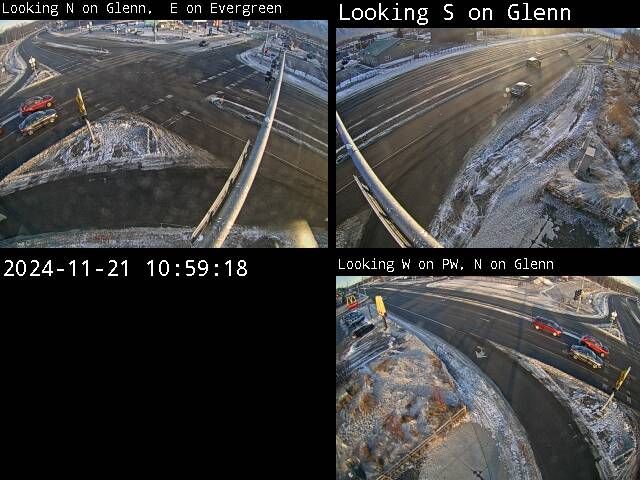 Looking N on Glenn, E on Evergreen
Looking S on Glenn
2024-11-21 10:59:18
Looking W on PW, N on Glenn